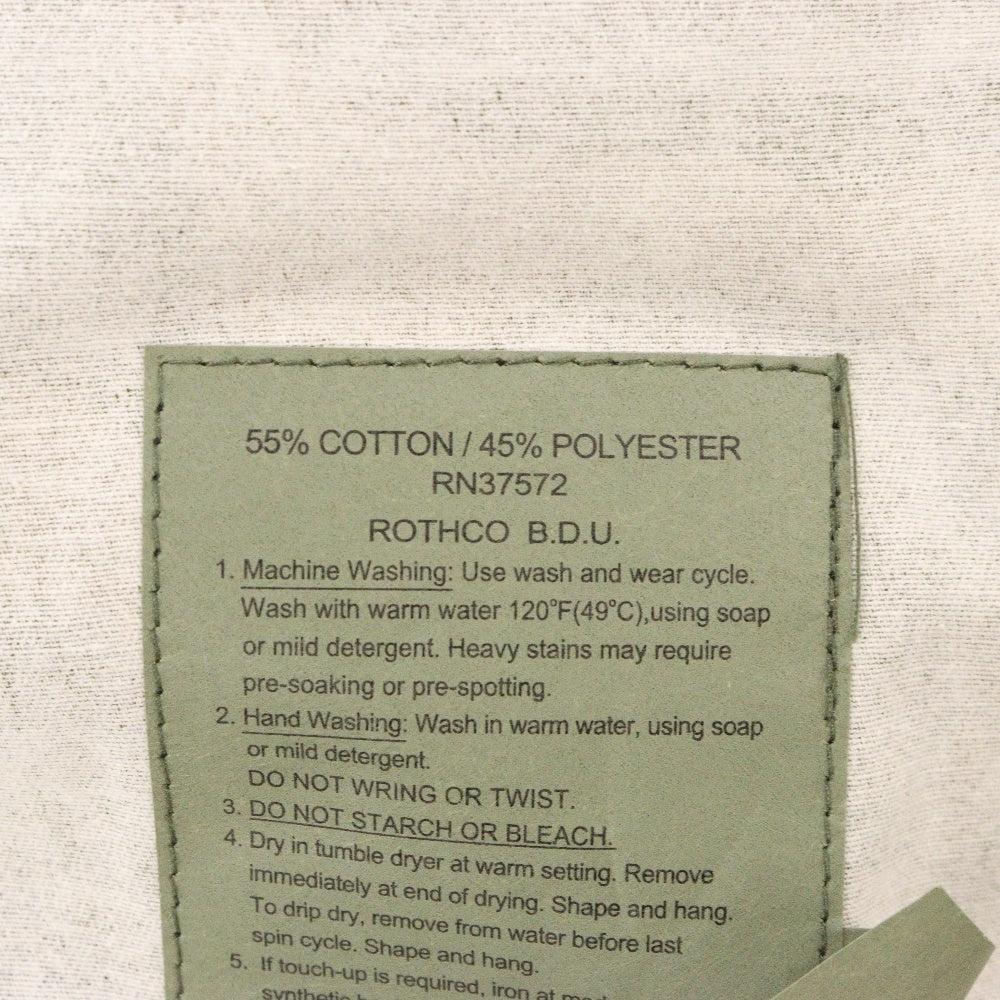 55% COTTON / 45% POLYESTER
RN37572
ROTHCO B.D.U.
1. Machine Washing: Use wash and wear cycle.
Wash with warm water 120°F(49°C),using soap
or mild detergent. Heavy stains may require
pre-soaking or pre-spotting.
2. Hand Washing: Wash in warm water, using soap
or mild detergent.
DO NOT WRING OR TWIST.
3. DO NOT STARCH OR BLEACH.
4. Dry in tumble dryer at warm setting. Remove
immediately at end of drying. Shape and hang.
To drip dry, remove from water before last
spin cycle. Shape and hang.
5. If touch-up is required, iron at
synthetic